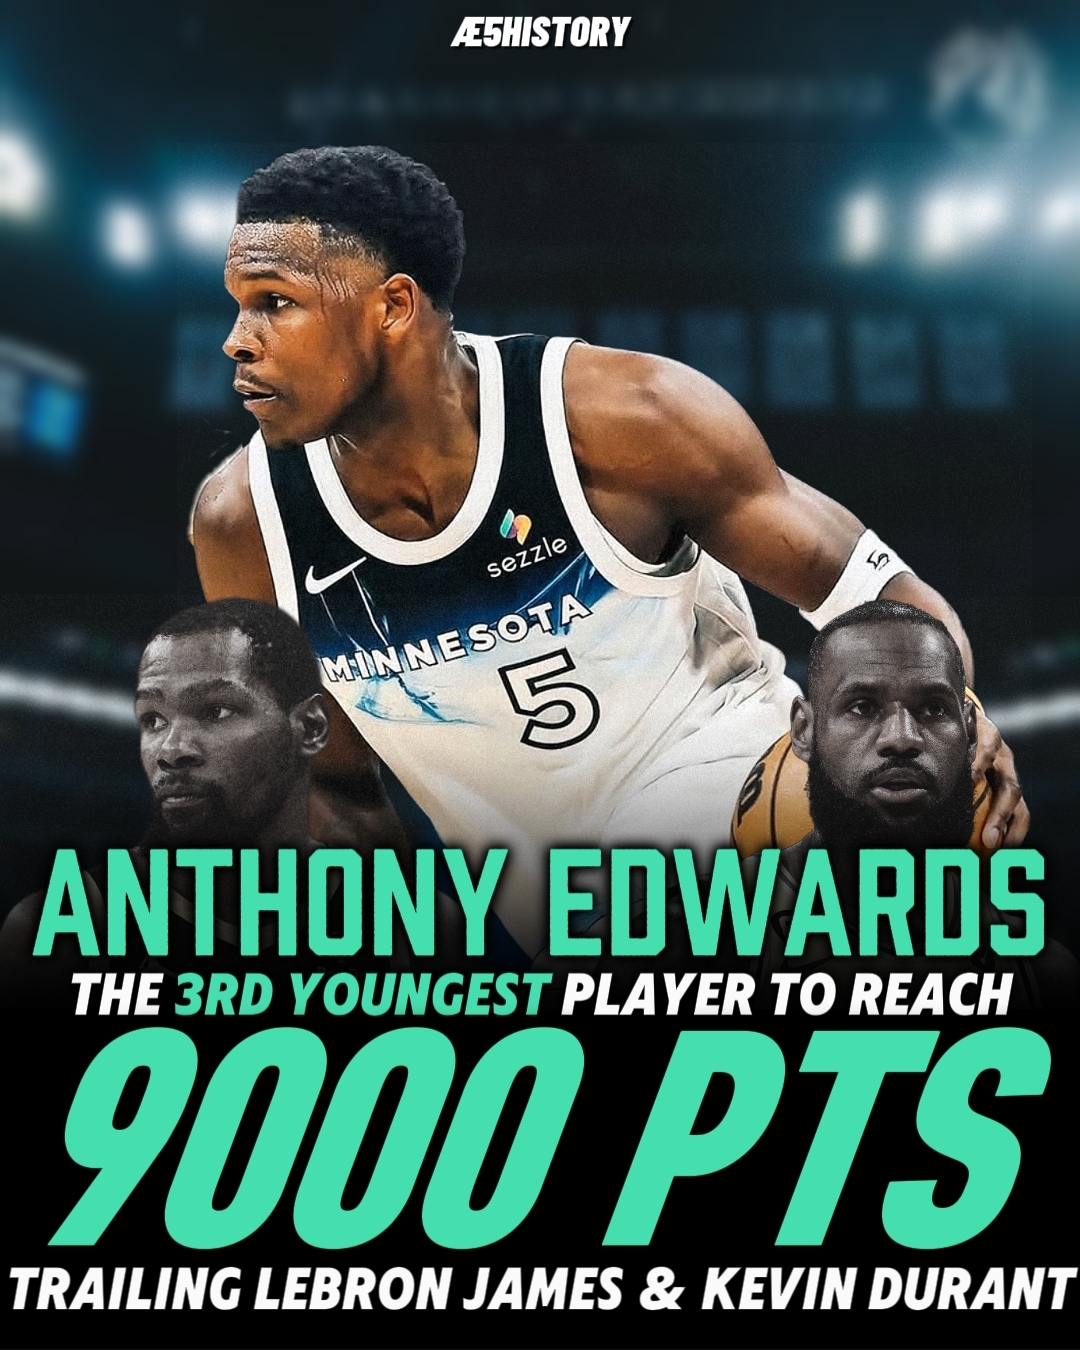 Æ5HISTORY
sezzle
MINNESOTA
5
ANTHONY EDWARDS
THE 3RD YOUNGEST PLAYER TO REACH
9000 PTS
TRAILING LEBRON JAMES & KEVIN DURANT